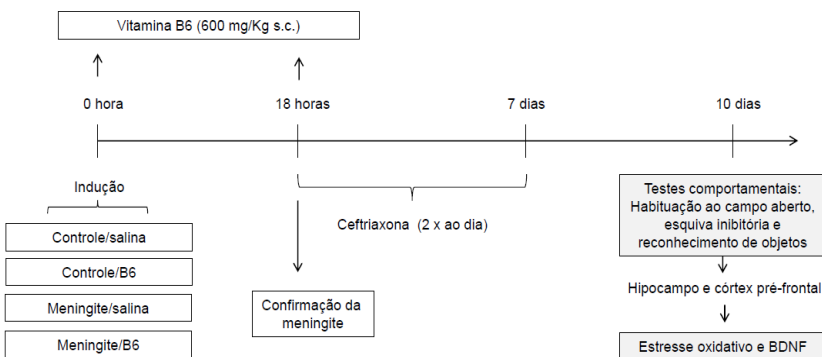 Vitamina B6 (600 mg/Kg s.c.)
0 hora
18 horas
7 dias
10 dias
Indução
Controle/salina
Controle/B6
Meningite/salina
Meningite/B6
Ceftriaxona (2 x ao dia)
Confirmação da
meningite
Testes comportamentais:
Habituação ao campo aberto,
esquiva inibitória e
reconhecimento de objetos
Hipocampo e córtex pré-frontal
Estresse oxidativo e BDNF